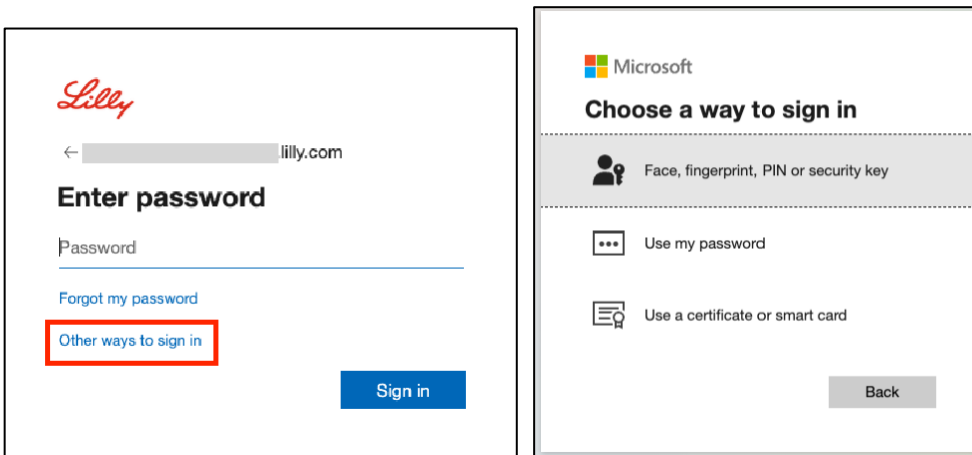 Lilly
lilly.com
Enter password
Password
Forgot my password
Other ways to sign in
Sign in
Microsoft
Choose a way to sign in
Face, fingerprint, PIN or security key
Use my password
Use a certificate or smart card
Back